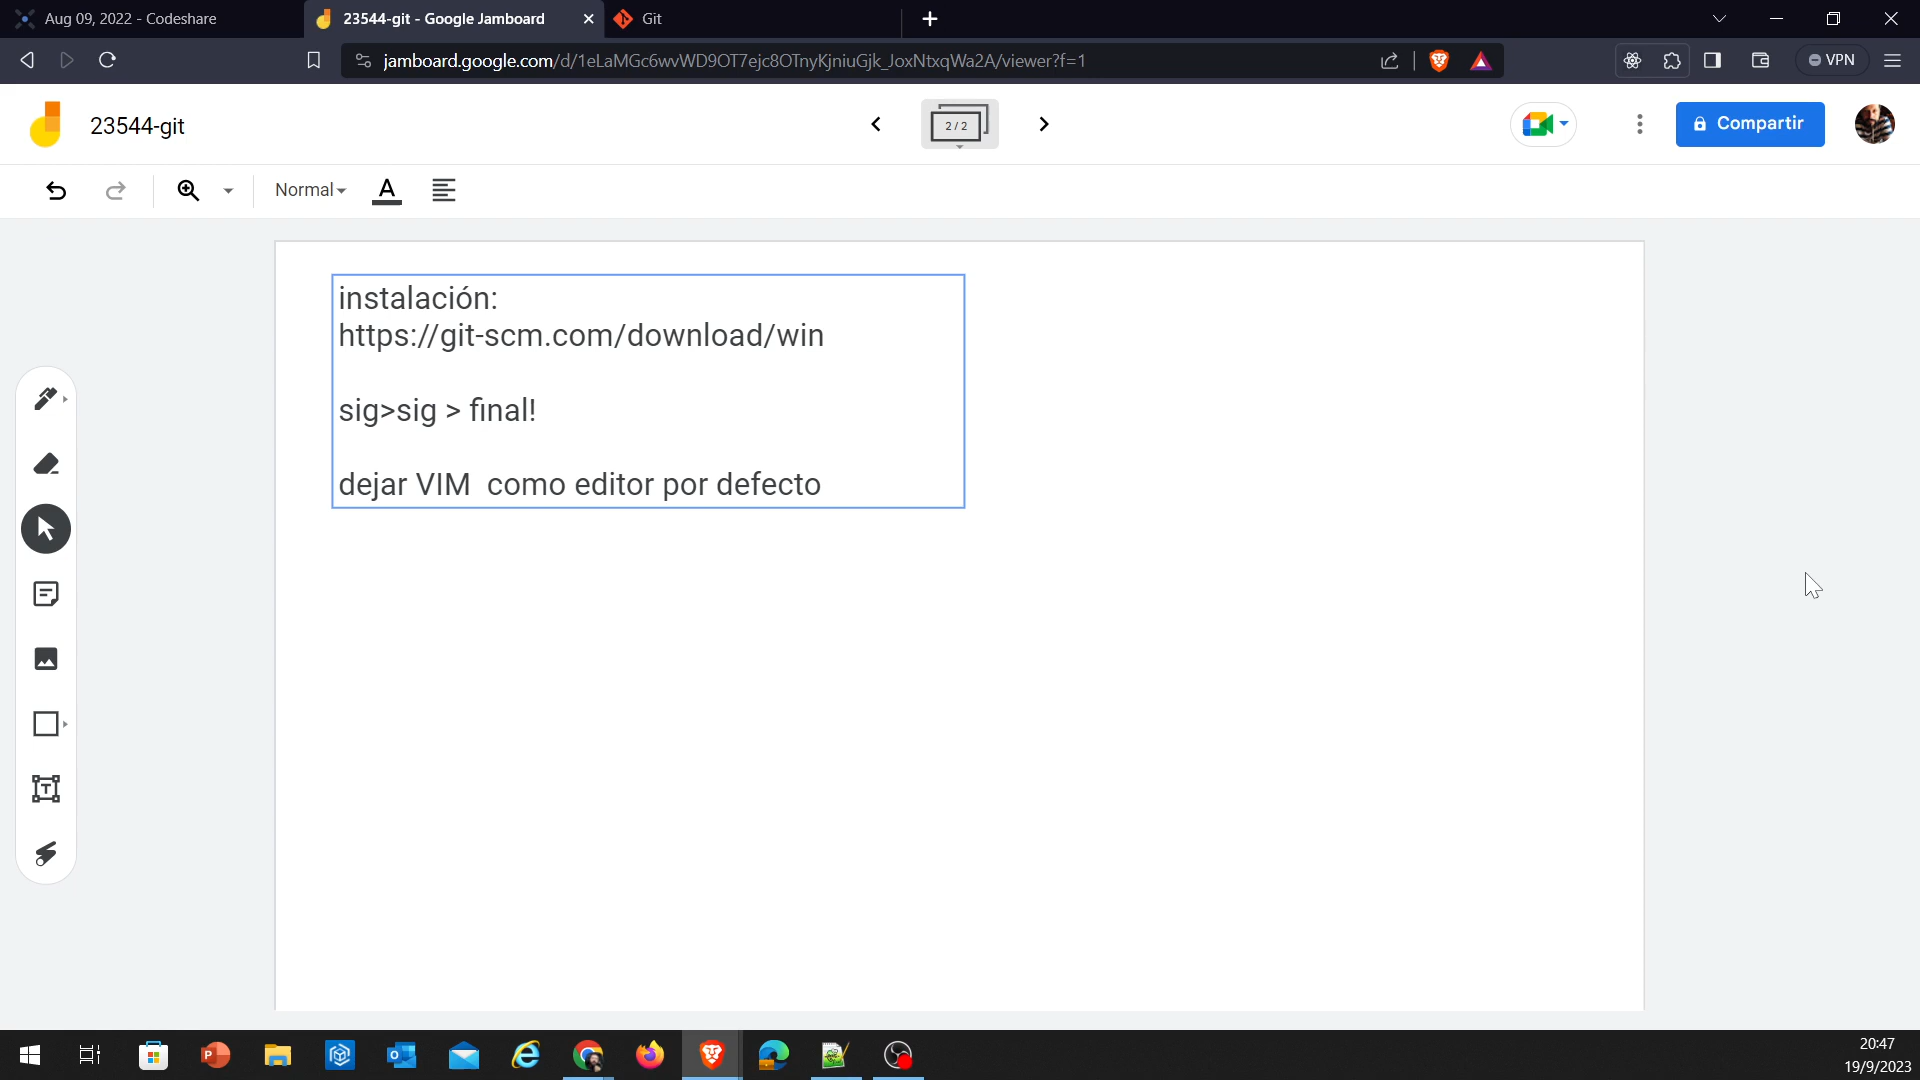 Aug 09, 2022 - Codeshare
23544-git - Google Jamboard
Git
jamboard.google.com/d/1eLaMGc6wvWD9OT7ejc8OTnyKjniuGjk_JoxNtxqWa2A/viewer?f=1
VPN
23544-git
2 / 2
Compartir
Normal
A
instalación:
https://git-scm.com/download/win
sig>sig > final!
dejar VIM  como editor por defecto
20:47
19/9/2023